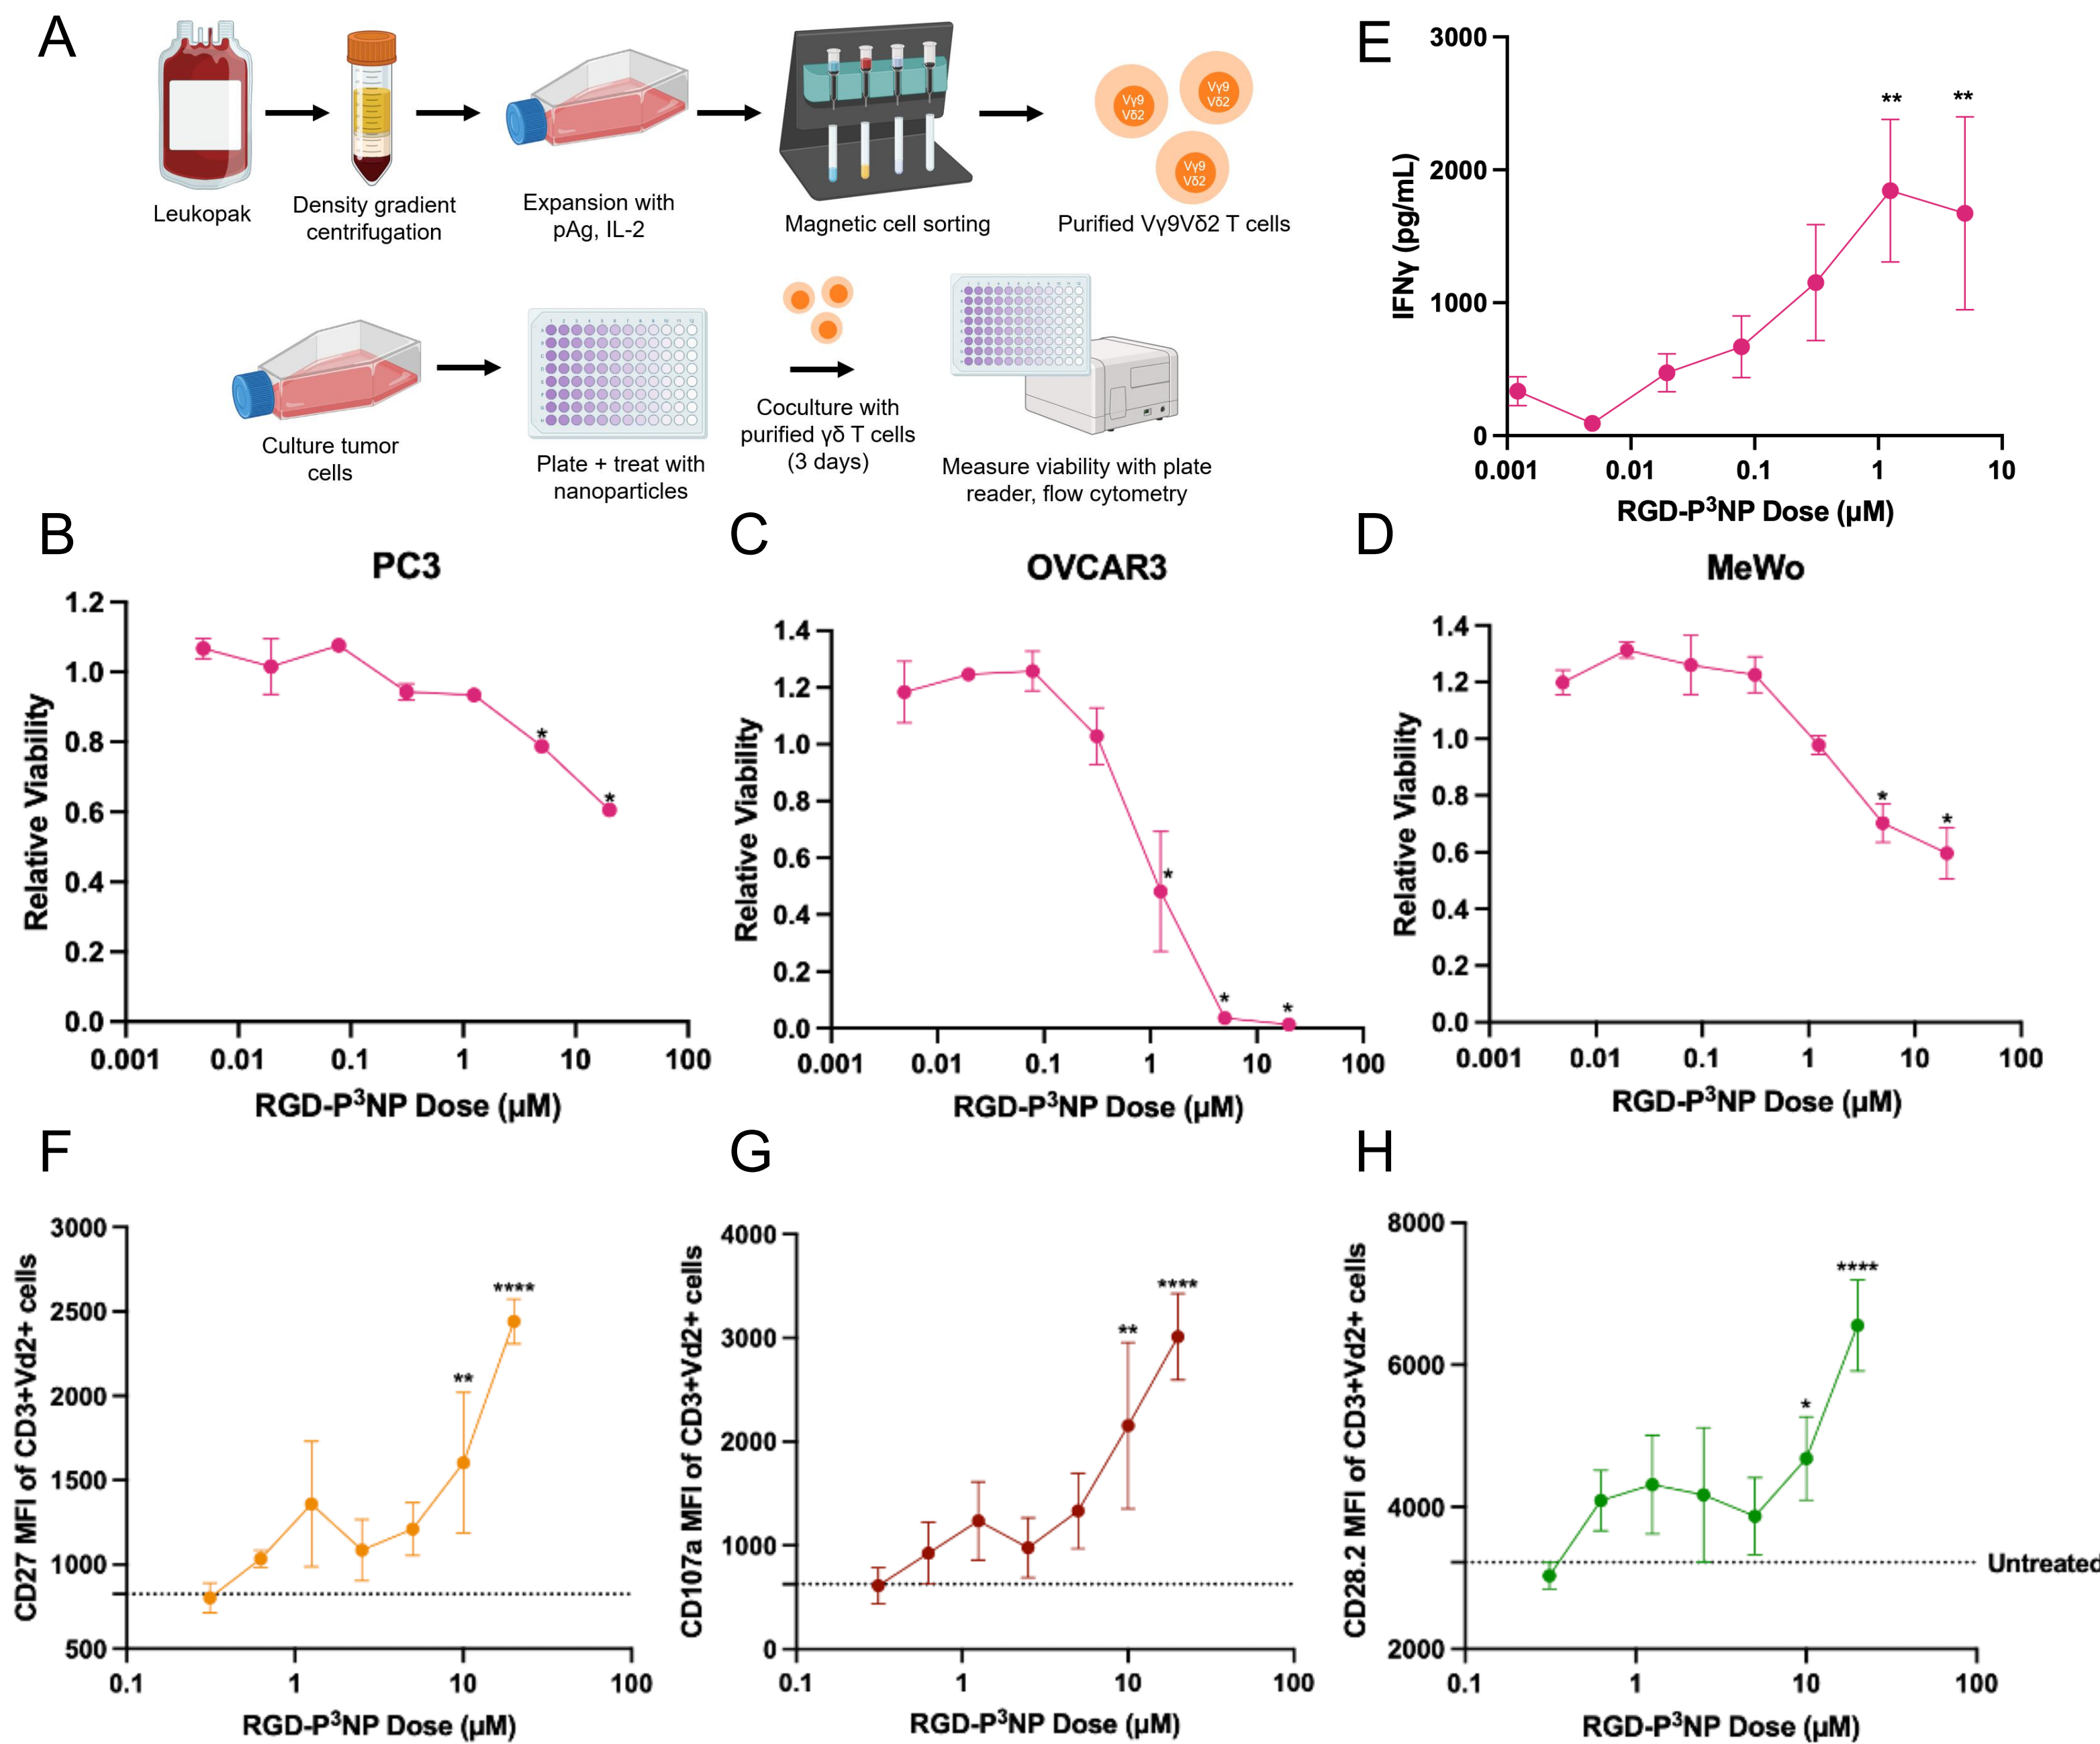 A
Leukopak
Density gradient
centrifugation
Expansion with
pAg, IL-2
Magnetic cell sorting
Vγ9
Vδ2
Vγ9
Vδ2
Vγ9
Vδ2
Purified Vγ9Vδ2 T cells
Culture tumor
cells
Plate + treat with
nanoparticles
Coculture with
purified γδ T cells
(3 days)
Measure viability with plate
reader, flow cytometry
E
IFNγ (pg/mL)
3000
2000
1000
0
** **
0.001 0.01 0.1 1 10
RGD-P³NP Dose (μM)
B
PC3
Relative Viability
1.2
1.0
0.8
0.6
0.4
0.2
0.0
* *
0.001 0.01 0.1 1 10 100
RGD-P³NP Dose (μM)
C
OVCAR3
Relative Viability
1.4
1.2
1.0
0.8
0.6
0.4
0.2
0.0
* * *
0.001 0.01 0.1 1 10 100
RGD-P³NP Dose (μM)
D
MeWo
Relative Viability
1.4
1.2
1.0
0.8
0.6
0.4
0.2
0.0
* *
0.001 0.01 0.1 1 10 100
RGD-P³NP Dose (μM)
F
CD27 MFI of CD3+Vd2+ cells
3000
2500
2000
1500
1000
500
** ****
0.1 1 10 100
RGD-P³NP Dose (μM)
G
CD107a MFI of CD3+Vd2+ cells
4000
3000
2000
1000
0
** ****
0.1 1 10 100
RGD-P³NP Dose (μM)
H
CD28.2 MFI of CD3+Vd2+ cells
8000
6000
4000
2000
* ****
Untreated
0.1 1 10 100
RGD-P³NP Dose (μM)